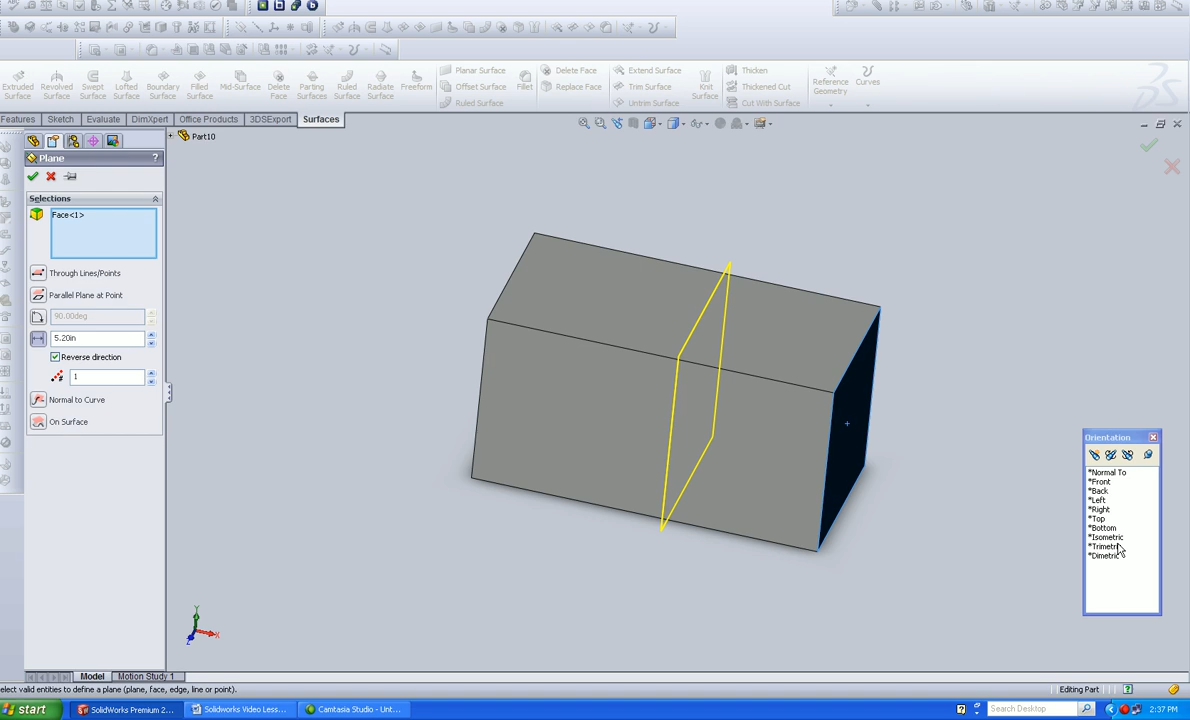 Extruded Surface
Revolved Surface
Swept Surface
Lofted Surface
Boundary Surface
Filled Surface
Mid-Surface
Delete Face
Parting Surfaces
Ruled Surface
Radiate Surface
Freeform
Planar Surface
Offset Surface
Ruled Surface
Fillet
Delete Face
Replace Face
Extend Surface
Trim Surface
Untrim Surface
Knit Surface
Thicken
Thickened Cut
Cut With Surface
Reference Geometry
Curves
Features Sketch Evaluate DimXpert Office Products 3DSExport Surfaces
Part10
Plane ?
Selections
Face<1>
Through Lines/Points
Parallel Plane at Point
90.00deg
5.20in
Reverse direction
1
Normal to Curve
On Surface
Orientation
*Normal To
*Front
*Back
*Left
*Right
*Top
*Bottom
*Isometric
*Trimetric
*Dimetric
Y
X
Z
Model Motion Study 1
elect valid entities to define a plane (plane, face, edge, line or point).
Editing Part
start
SolidWorks Premium 2...
Solidworks Video Less...
Camtasia Studio - Unt...
Search Desktop
2:37 PM